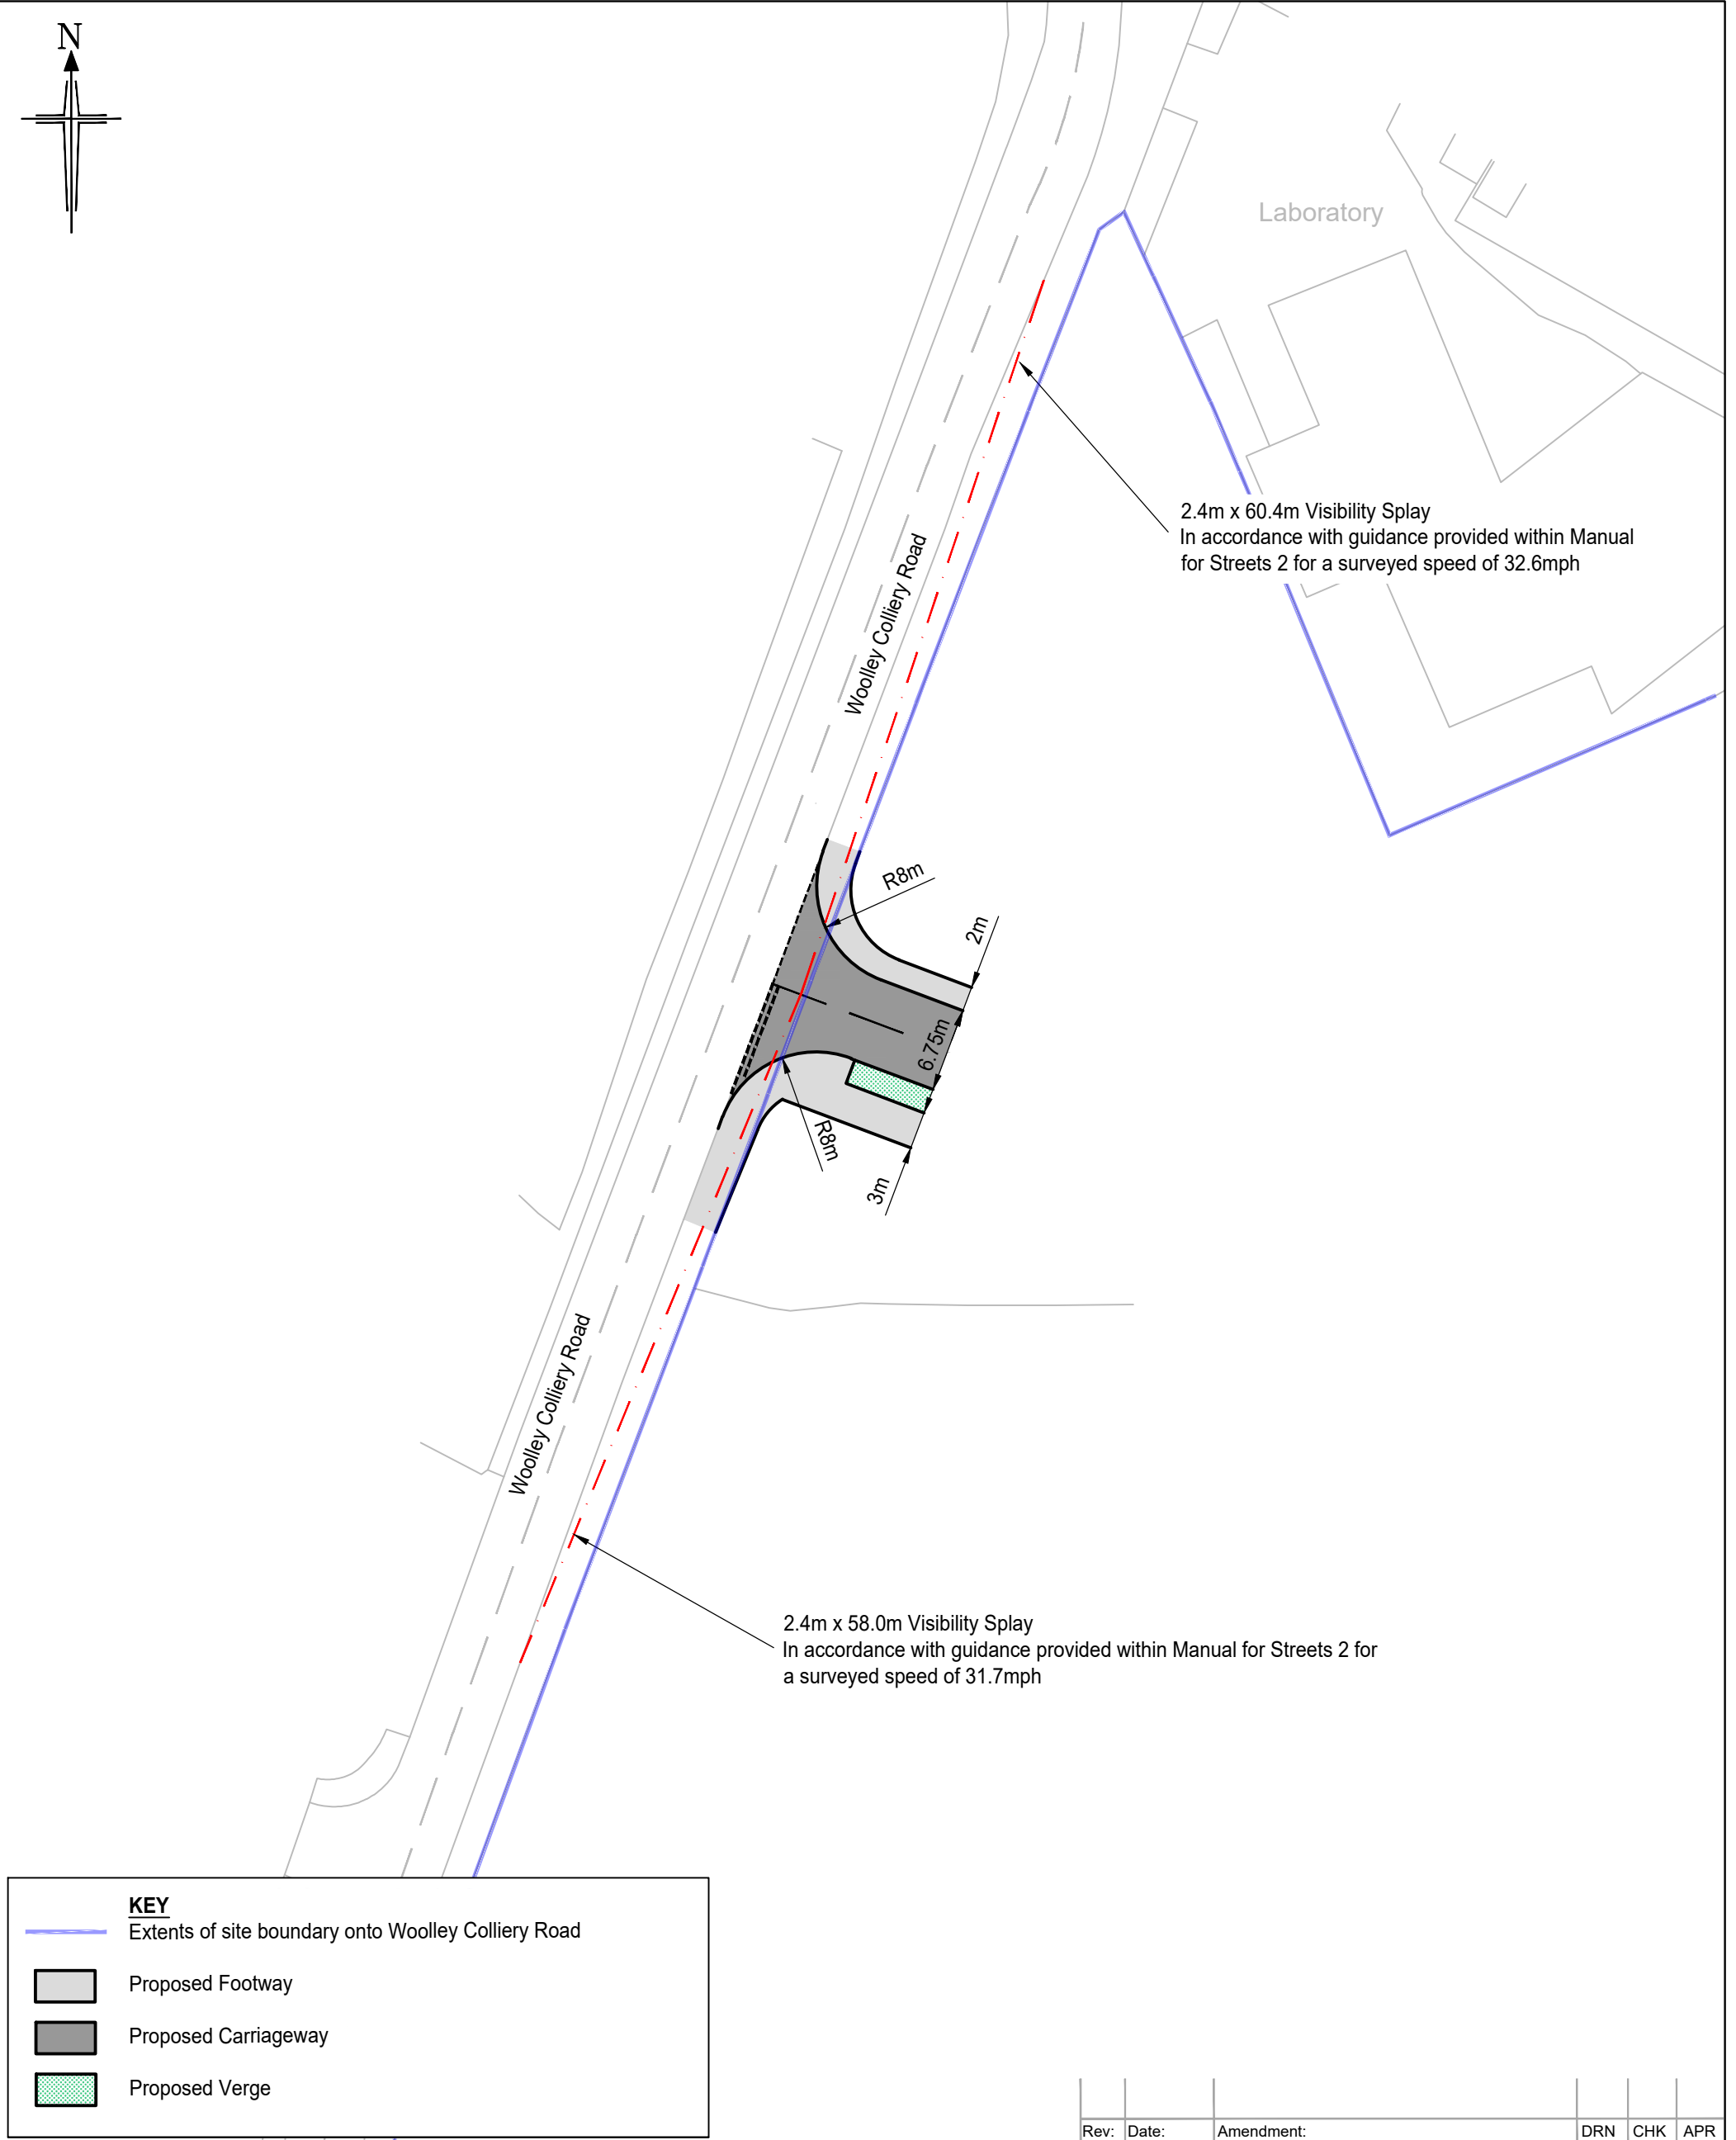 N
Laboratory
2.4m x 60.4m Visibility Splay
In accordance with guidance provided within Manual
for Streets 2 for a surveyed speed of 32.6mph
Woolley Colliery Road
R8m
2m
6.75m
R8m
3m
Woolley Colliery Road
2.4m x 58.0m Visibility Splay
In accordance with guidance provided within Manual for Streets 2 for
a surveyed speed of 31.7mph
KEY
Extents of site boundary onto Woolley Colliery Road
Proposed Footway
Proposed Carriageway
Proposed Verge
Rev: Date: Amendment: DRN CHK APR